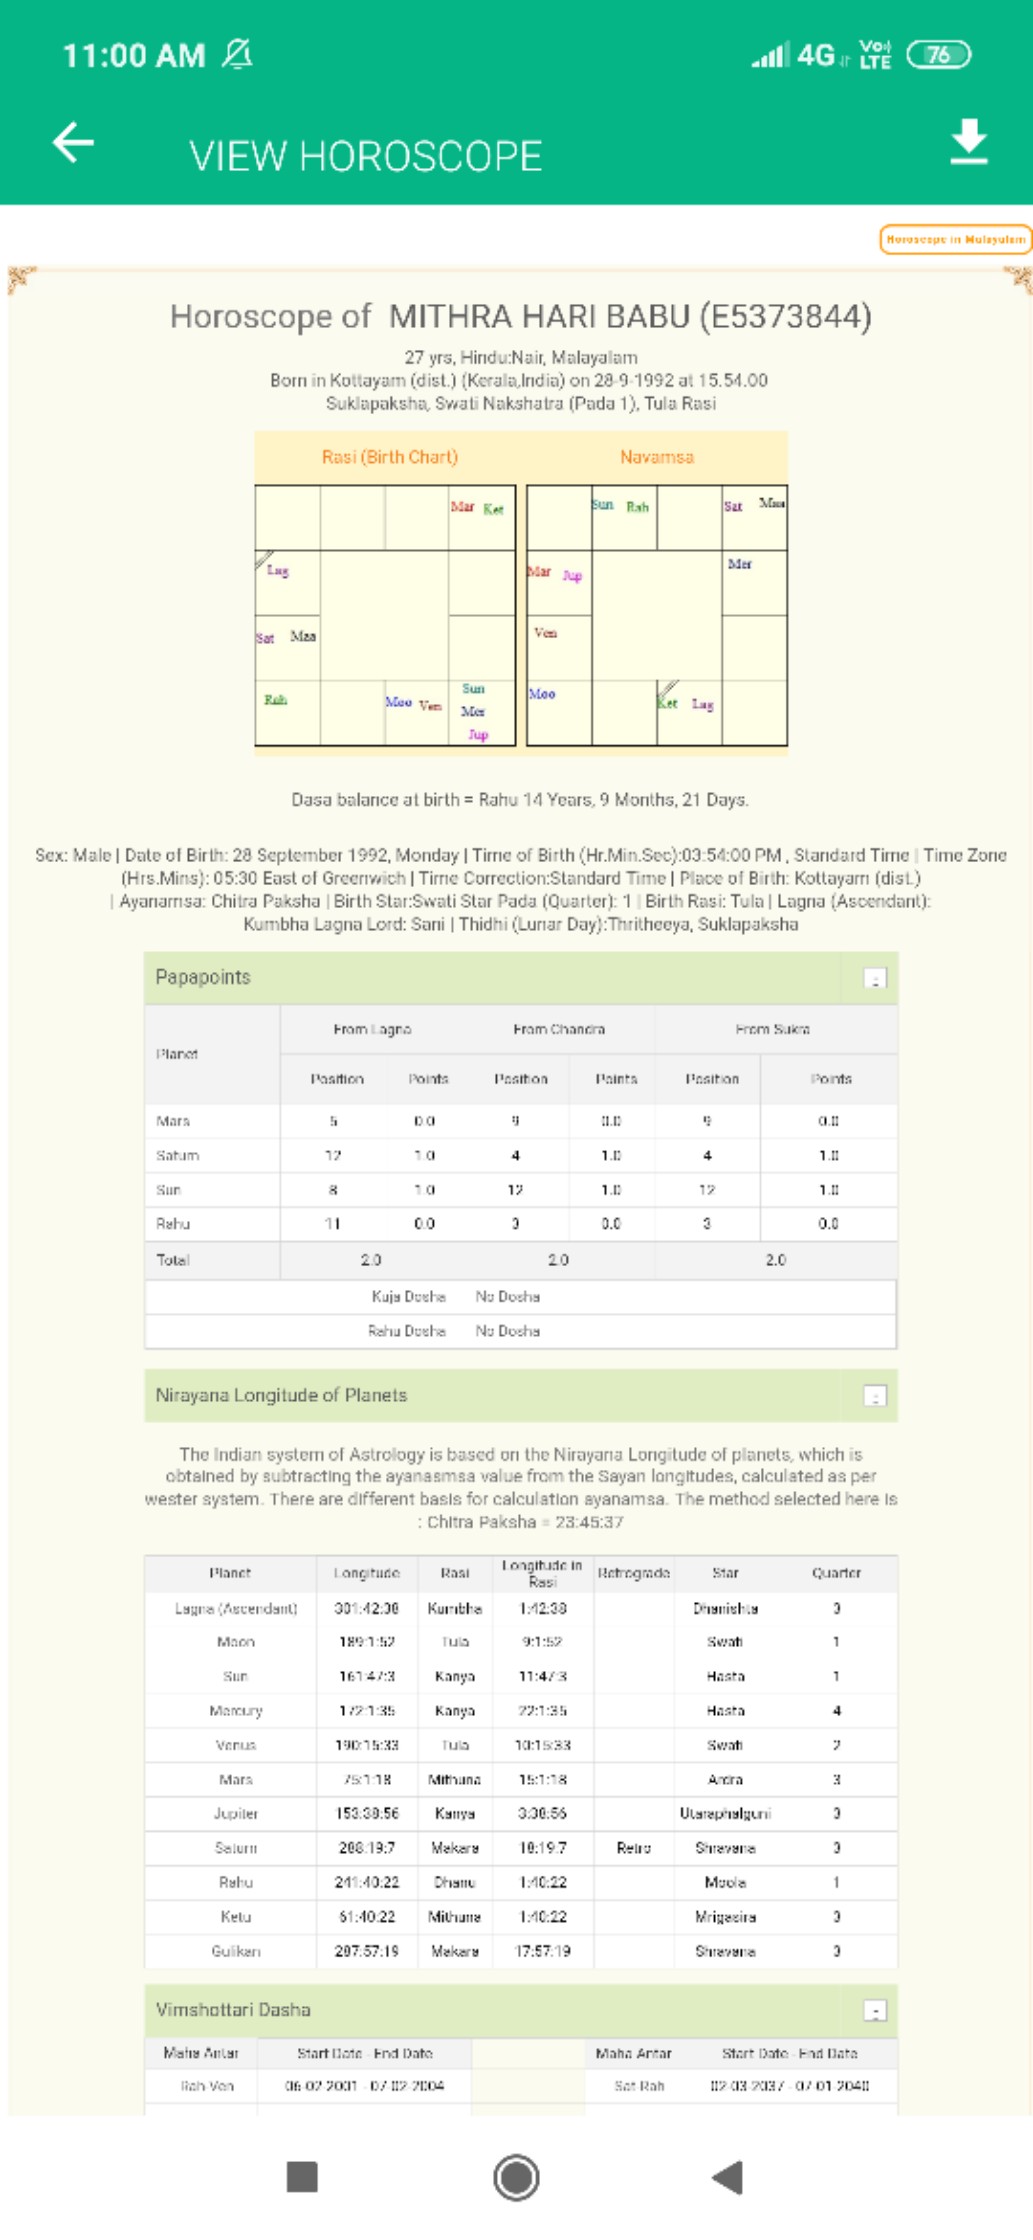 11:00 AM 4G Vo) LTE 76
VIEW HOROSCOPE
Horoscope in Malayalam
Horoscope of MITHRA HARI BABU (E5373844)
27 yrs, Hindu:Nair, Malayalam
Born in Kottayam (dist.) (Kerala,India) on 28-9-1992 at 15.54.00
Suklapaksha, Swati Nakshatra (Pada 1), Tula Rasi
Rasi (Birth Chart) Navamsa
Mar Ket Sun Rah Sat Maa
Lag Mar Jup Mer
Sat Maa Ven
Rah Moo Ven Sun Mer Jup Moo Ket Lag
Dasa balance at birth = Rahu 14 Years, 9 Months, 21 Days.
Sex: Male | Date of Birth: 28 September 1992, Monday | Time of Birth (Hr.Min.Sec):03:54:00 PM , Standard Time | Time Zone
(Hrs.Mins): 05:30 East of Greenwich | Time Correction:Standard Time | Place of Birth: Kottayam (dist.)
| Ayanamsa: Chitra Paksha | Birth Star:Swati Star Pada (Quarter): 1 | Birth Rasi: Tula | Lagna (Ascendant):
Kumbha Lagna Lord: Sani | Thidhi (Lunar Day):Thritheeya, Suklapaksha
Papapoints
Planet From Lagna From Chandra From Sukra
Position Points Position Points Position Points
Mars 5 0.0 9 0.0 9 0.0
Saturn 12 1.0 4 1.0 4 1.0
Sun 8 1.0 12 1.0 12 1.0
Rahu 11 0.0 3 0.0 3 0.0
Total 2.0 2.0 2.0
Kuja Dosha No Dosha
Rahu Dosha No Dosha
Nirayana Longitude of Planets
The Indian system of Astrology is based on the Nirayana Longitude of planets, which is
obtained by subtracting the ayanasmsa value from the Sayan longitudes, calculated as per
wester system. There are different basis for calculation ayanamsa. The method selected here is
: Chitra Paksha = 23:45:37
Planet Longitude Rasi Longitude in Rasi Retrograde Star Quarter
Lagna (Ascendant) 301:42:38 Kumbha 1:42:38 Dhanishta 3
Moon 189:1:52 Tula 9:1:52 Swati 1
Sun 161:47:3 Kanya 11:47:3 Hasta 1
Mercury 172:1:35 Kanya 22:1:35 Hasta 4
Venus 190:15:33 Tula 10:15:33 Swati 2
Mars 75:1:18 Mithuna 15:1:18 Ardra 3
Jupiter 153:38:56 Kanya 3:38:56 Utaraphalguni 3
Saturn 288:19:7 Makara 18:19:7 Retro Shravana 3
Rahu 241:40:22 Dhanu 1:40:22 Moola 1
Ketu 61:40:22 Mithuna 1:40:22 Mrigasira 3
Gulikan 287:57:19 Makara 17:57:19 Shravana 3
Vimshottari Dasha
Maha Antar Start Date - End Date Maha Antar Start Date - End Date
Rah-Ven 06-02-2001 - 07-02-2004 Sat-Rah 02-03-2037 - 07-01-2040